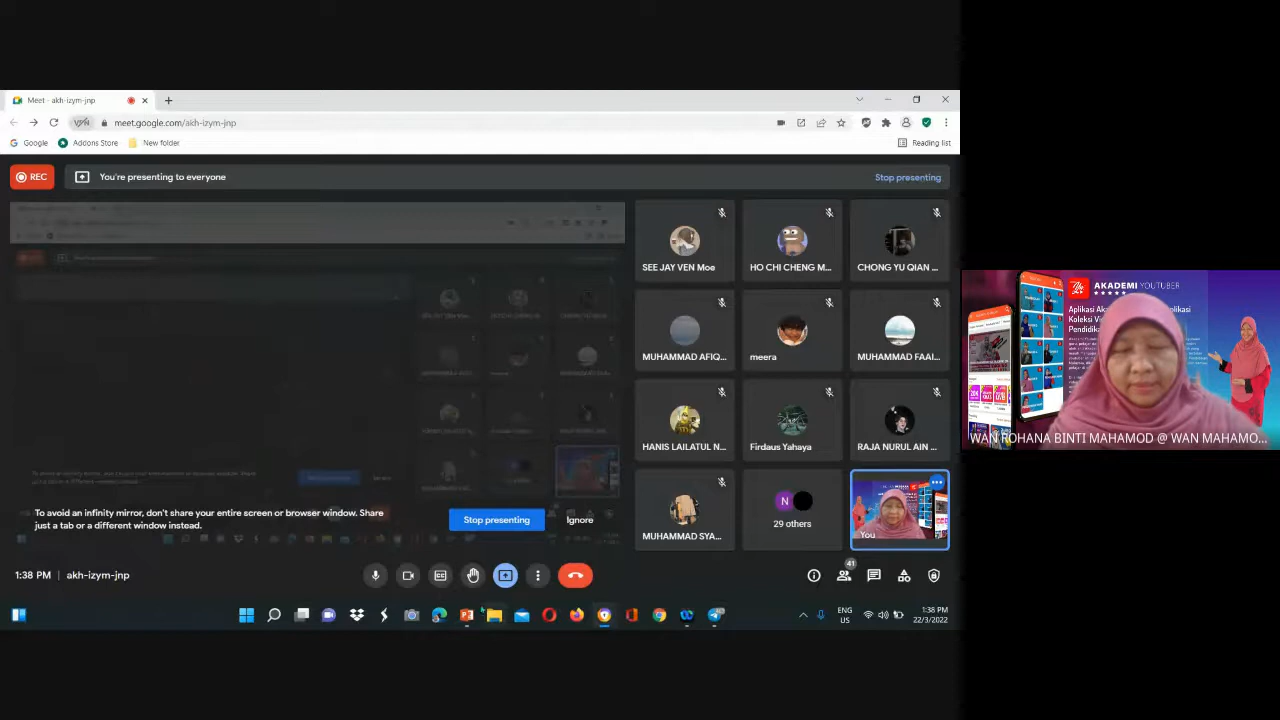 Meet - akh-izym-jnp
VPN
meet.google.com/akh-izym-jnp
Google
Addons Store
New folder
Reading list
REC
You're presenting to everyone
Stop presenting
SEE JAY VEN Moe
HO CHI CHENG M...
CHONG YU QIAN ...
MUHAMMAD AFIQ...
meera
MUHAMMAD FAAI...
HANIS LAILATUL N...
Firdaus Yahaya
RAJA NURUL AIN ...
MUHAMMAD SYA...
N
29 others
You
To avoid an infinity mirror, don't share your entire screen or browser window. Share
just a tab or a different window instead.
Stop presenting
Ignore
1:38 PM | akh-izym-jnp
41
ENG
US
1:38 PM
22/3/2022
AKADEMI YOUTUBER
WAN ROHANA BINTI MAHAMOD @ WAN MAHAMO...